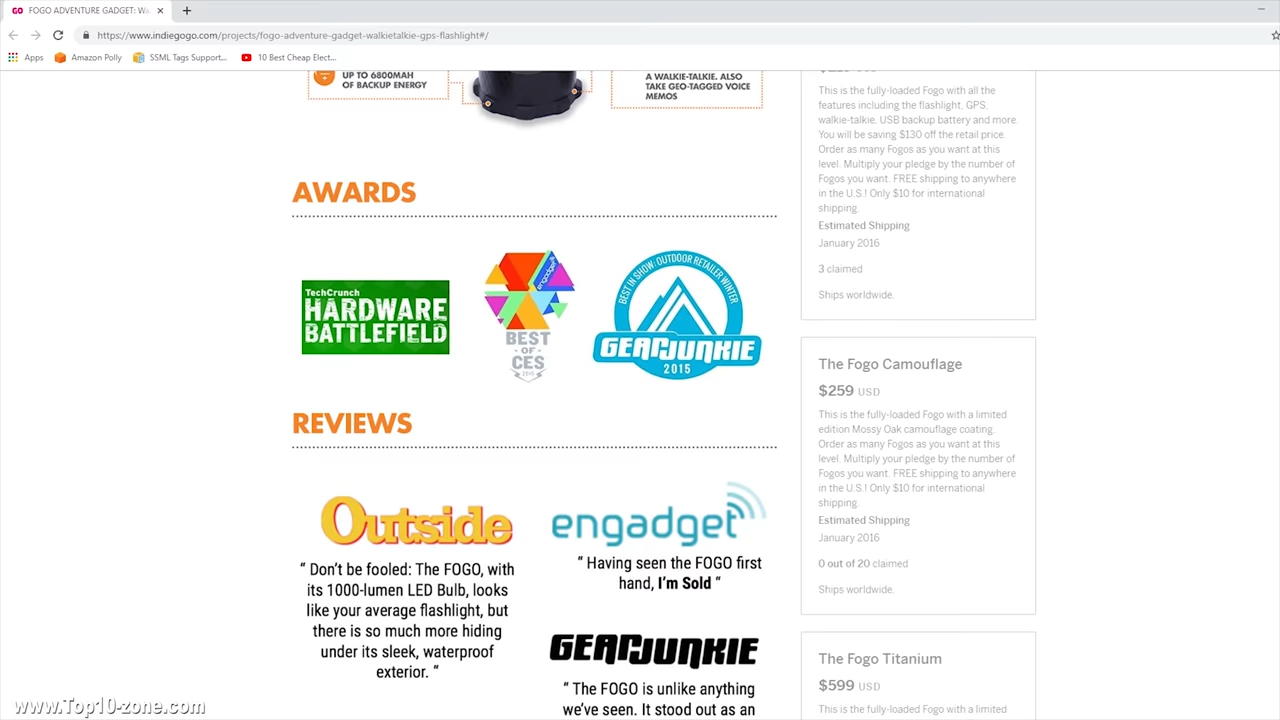 FOGO ADVENTURE GADGET: WA
https://www.indiegogo.com/projects/fogo-adventure-gadget-walkietalkie-gps-flashlight#/
Apps
Amazon Polly
SSML Tags Support...
10 Best Cheap Elect...
UP TO 6800MAH
OF BACKUP ENERGY
A WALKIE-TALKIE. ALSO
TAKE GEO-TAGGED VOICE
MEMOS
AWARDS
TechCrunch
HARDWARE
BATTLEFIELD
engadget
BEST
OF
CES
2015
BEST IN SHOW: OUTDOOR RETAILER WINTER
GEARJUNKIE
2015
REVIEWS
Outside
“ Don't be fooled: The FOGO, with
its 1000-lumen LED Bulb, looks
like your average flashlight, but
there is so much more hiding
under its sleek, waterproof
exterior. “
engadget
“ Having seen the FOGO first
hand, I'm Sold “
GEARJUNKIE
“ The FOGO is unlike anything
we've seen. It stood out as an
This is the fully-loaded Fogo with all the
features including the flashlight, GPS,
walkie-talkie, USB backup battery and more.
You will be saving $130 off the retail price.
Order as many Fogos as you want at this
level. Multiply your pledge by the number of
Fogos you want. FREE shipping to anywhere
in the U.S.! Only $10 for international
shipping.
Estimated Shipping
January 2016
3 claimed
Ships worldwide.
The Fogo Camouflage
$259 USD
This is the fully-loaded Fogo with a limited
edition Mossy Oak camouflage coating.
Order as many Fogos as you want at this
level. Multiply your pledge by the number of
Fogos you want. FREE shipping to anywhere
in the U.S.! Only $10 for international
shipping.
Estimated Shipping
January 2016
0 out of 20 claimed
Ships worldwide.
The Fogo Titanium
$599 USD
This is the fully-loaded Fogo with a limited
www.Top10-zone.com